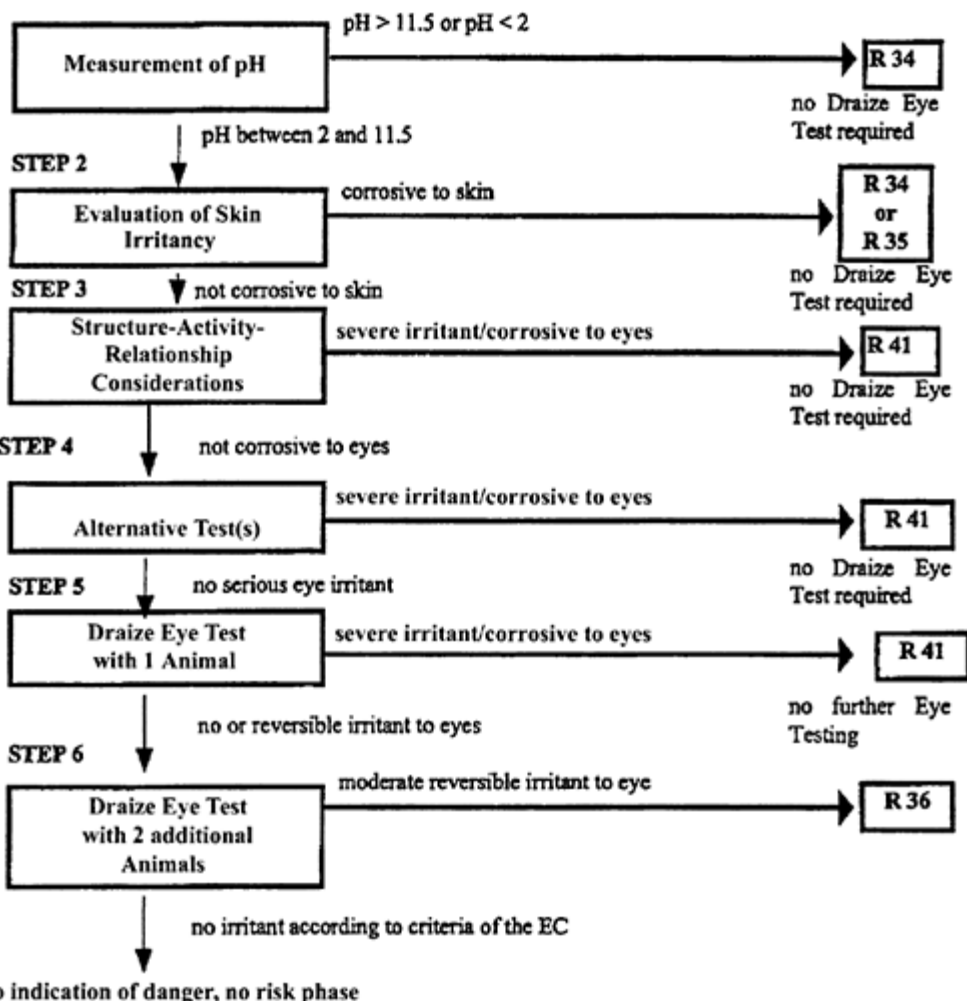 pH > 11.5 or pH < 2
Measurement of pH
R 34
no Draize Eye
Test required
pH between 2 and 11.5
STEP 2
Evaluation of Skin
Irritancy
corrosive to skin
R 34
or
R 35
no Draize Eye
Test required
STEP 3
not corrosive to skin
Structure-Activity-
Relationship
Considerations
severe irritant/corrosive to eyes
R 41
no Draize Eye
Test required
STEP 4
not corrosive to eyes
Alternative Test(s)
severe irritant/corrosive to eyes
R 41
no Draize Eye
Test required
STEP 5
no serious eye irritant
Draize Eye Test
with 1 Animal
severe irritant/corrosive to eyes
R 41
no further Eye
Testing
no or reversible irritant to eyes
STEP 6
Draize Eye Test
with 2 additional
Animals
moderate reversible irritant to eye
R 36
no irritant according to criteria of the EC
indication of danger, no risk phase